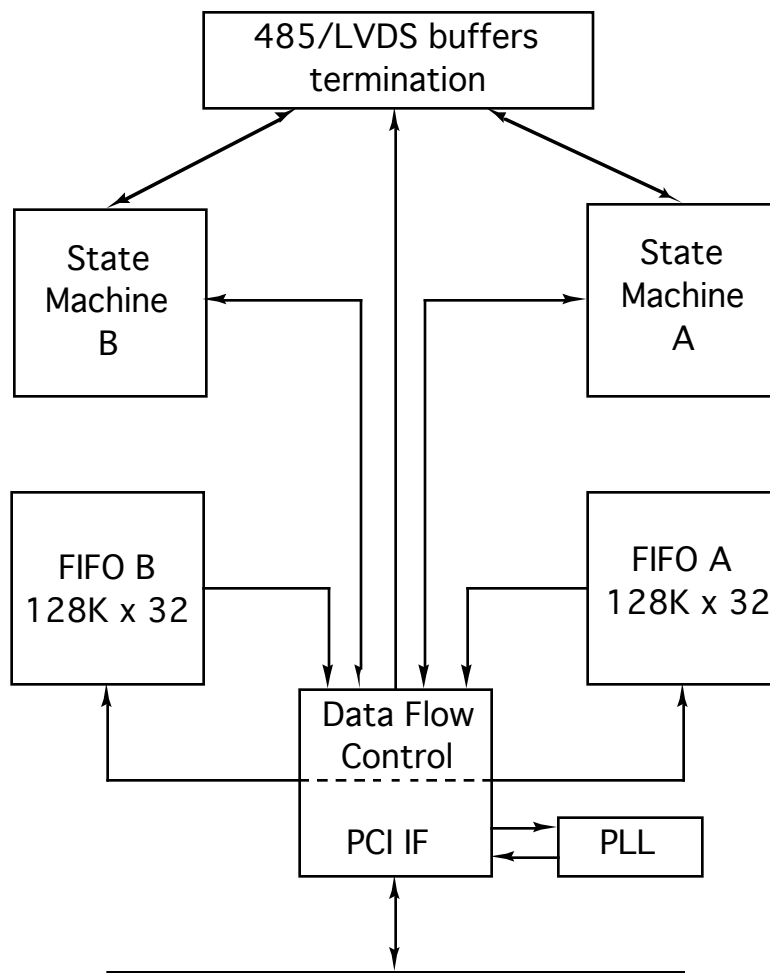 485/LVDS buffers
termination
State
Machine
B
State
Machine
A
FIFO B
128K x 32
FIFO A
128K x 32
Data Flow
Control
PCI IF
PLL